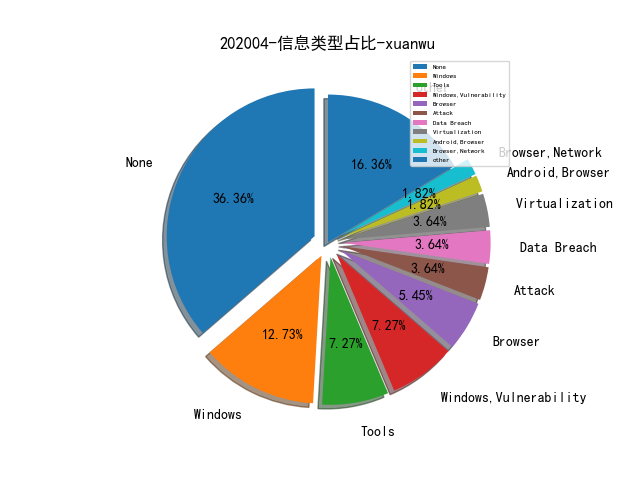 202004-信息类型占比-xuanwu
None
Windows
Tools
Windows,Vulnerability
Browser
Attack
Data Breach
Virtualization
Android,Browser
Browser,Network
other
None
36.36%
12.73%
7.27%
7.27%
5.45%
3.64%
3.64%
3.64%
1.82%
1.82%
16.36%
Browser,Network
Android,Browser
Virtualization
Data Breach
Attack
Browser
Windows,Vulnerability
Tools
Windows